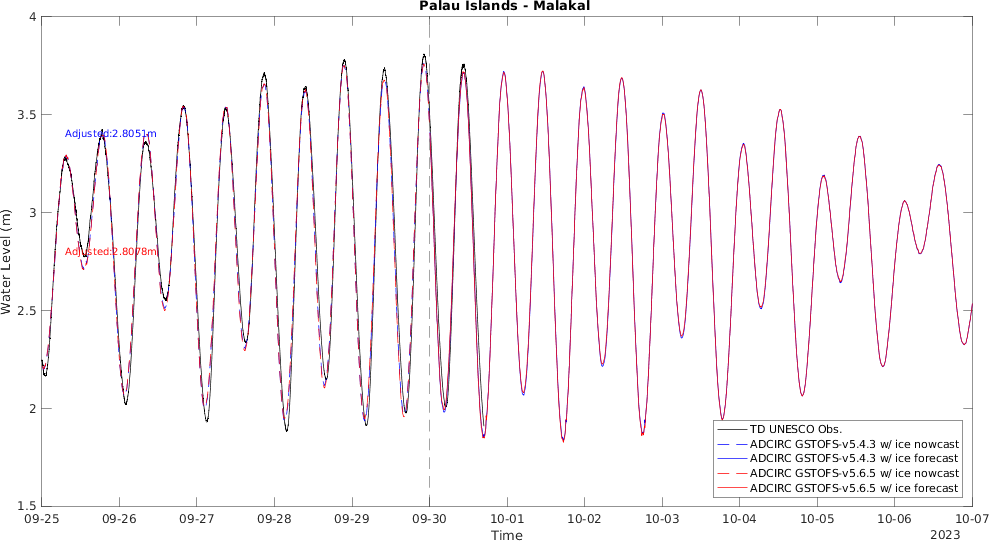 Palau Islands - Malakal
4
3.5
3
2.5
2
1.5
Water Level (m)
Adjusted:2.8051m
Adjusted:2.8078m
TD UNESCO Obs.
ADCIRC GSTOFS-v5.4.3 w/ ice nowcast
ADCIRC GSTOFS-v5.4.3 w/ ice forecast
ADCIRC GSTOFS-v5.6.5 w/ ice nowcast
ADCIRC GSTOFS-v5.6.5 w/ ice forecast
09-25 09-26 09-27 09-28 09-29 09-30 10-01 10-02 10-03 10-04 10-05 10-06 10-07
Time
2023